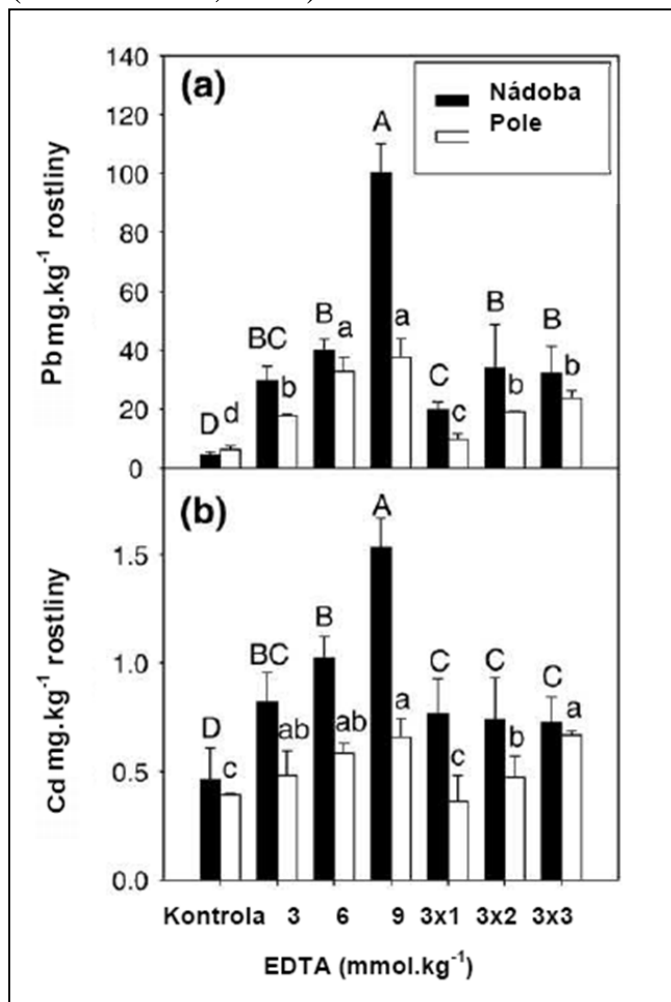 (a)
Nádoba
Pole
140
120
100
80
60
40
20
0
Pb mg.kg⁻¹ rostliny
D d BC b B a A a C c B b B b
(b)
1.5
1.0
0.5
0.0
Cd mg.kg⁻¹ rostliny
D c BC ab B ab A a C c C b C a
Kontrola 3 6 9 3x1 3x2 3x3
EDTA (mmol.kg⁻¹)